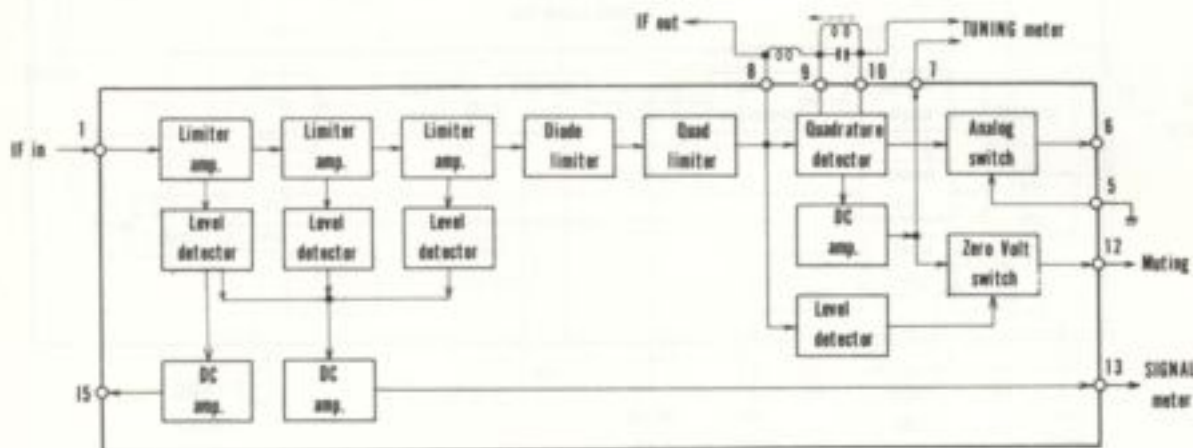 IF out
TUNING meter
8
9
10
7
1
IF in
Limiter
amp.
Limiter
amp.
Limiter
amp.
Diode
limiter
Quad
limiter
Quadrature
detector
Analog
switch
6
5
Level
detector
Level
detector
Level
detector
DC
amp.
Zero Volt
switch
12
Muting
Level
detector
15
DC
amp.
DC
amp.
13
SIGNAL
meter